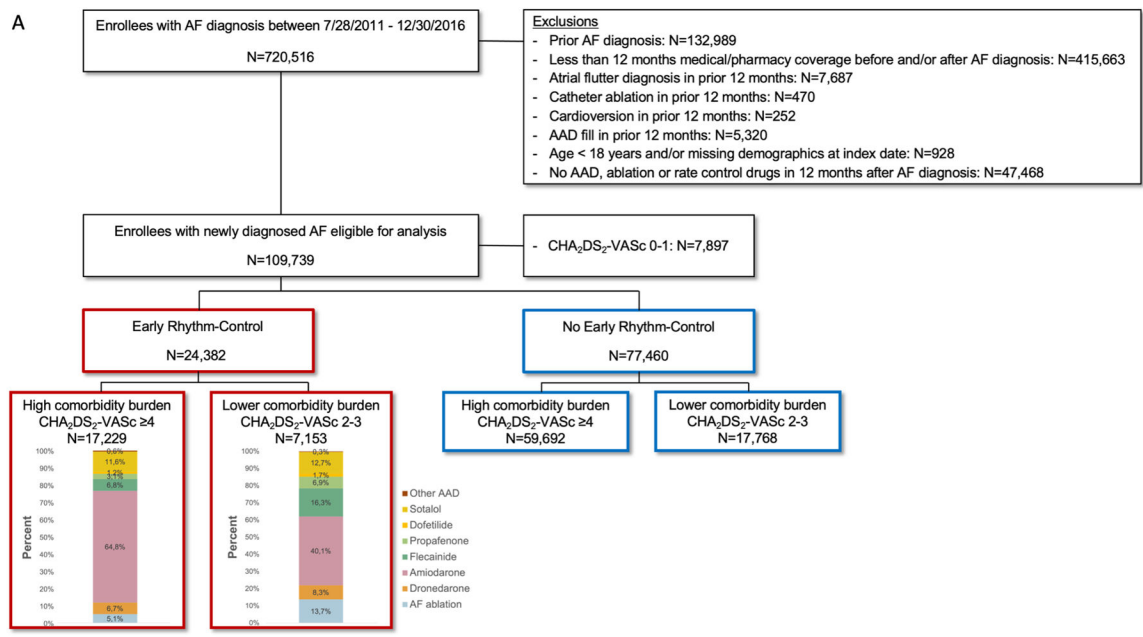 A
Enrollees with AF diagnosis between 7/28/2011 - 12/30/2016
N=720,516
Exclusions
- Prior AF diagnosis: N=132,989
- Less than 12 months medical/pharmacy coverage before and/or after AF diagnosis: N=415,663
- Atrial flutter diagnosis in prior 12 months: N=7,687
- Catheter ablation in prior 12 months: N=470
- Cardioversion in prior 12 months: N=252
- AAD fill in prior 12 months: N=5,320
- Age < 18 years and/or missing demographics at index date: N=928
- No AAD, ablation or rate control drugs in 12 months after AF diagnosis: N=47,468
Enrollees with newly diagnosed AF eligible for analysis
N=109,739
- CHA₂DS₂-VASc 0-1: N=7,897
Early Rhythm-Control
N=24,382
No Early Rhythm-Control
N=77,460
High comorbidity burden
CHA₂DS₂-VASc ≥4
N=17,229
100%
90%
80%
70%
60%
50%
40%
30%
20%
10%
0%
Percent
0,6%
11,6%
1,2%
3,1%
6,8%
64,8%
6,7%
5,1%
Lower comorbidity burden
CHA₂DS₂-VASc 2-3
N=7,153
100%
90%
80%
70%
60%
50%
40%
30%
20%
10%
0%
Percent
0,3%
12,7%
1,7%
6,9%
16,3%
40,1%
8,3%
13,7%
Other AAD
Sotalol
Dofetilide
Propafenone
Flecainide
Amiodarone
Dronedarone
AF ablation
High comorbidity burden
CHA₂DS₂-VASc ≥4
N=59,692
Lower comorbidity burden
CHA₂DS₂-VASc 2-3
N=17,768